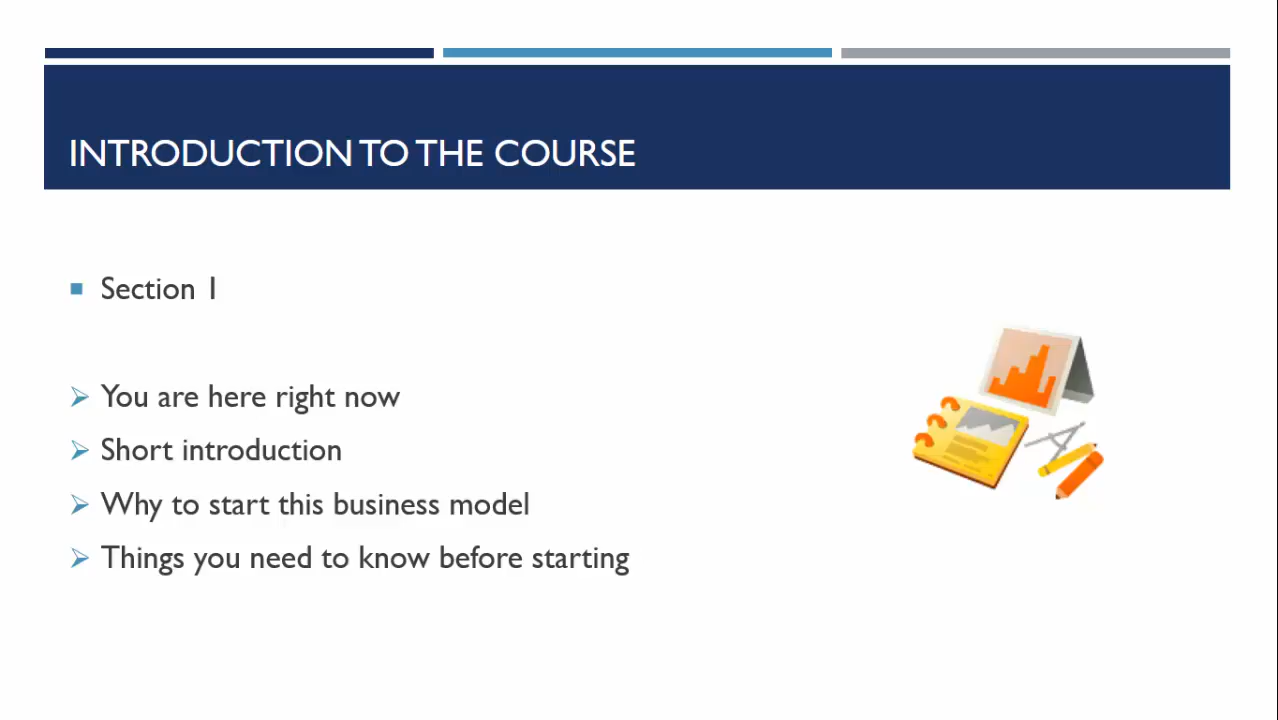 INTRODUCTION TO THE COURSE
Section 1
You are here right now
Short introduction
Why to start this business model
Things you need to know before starting